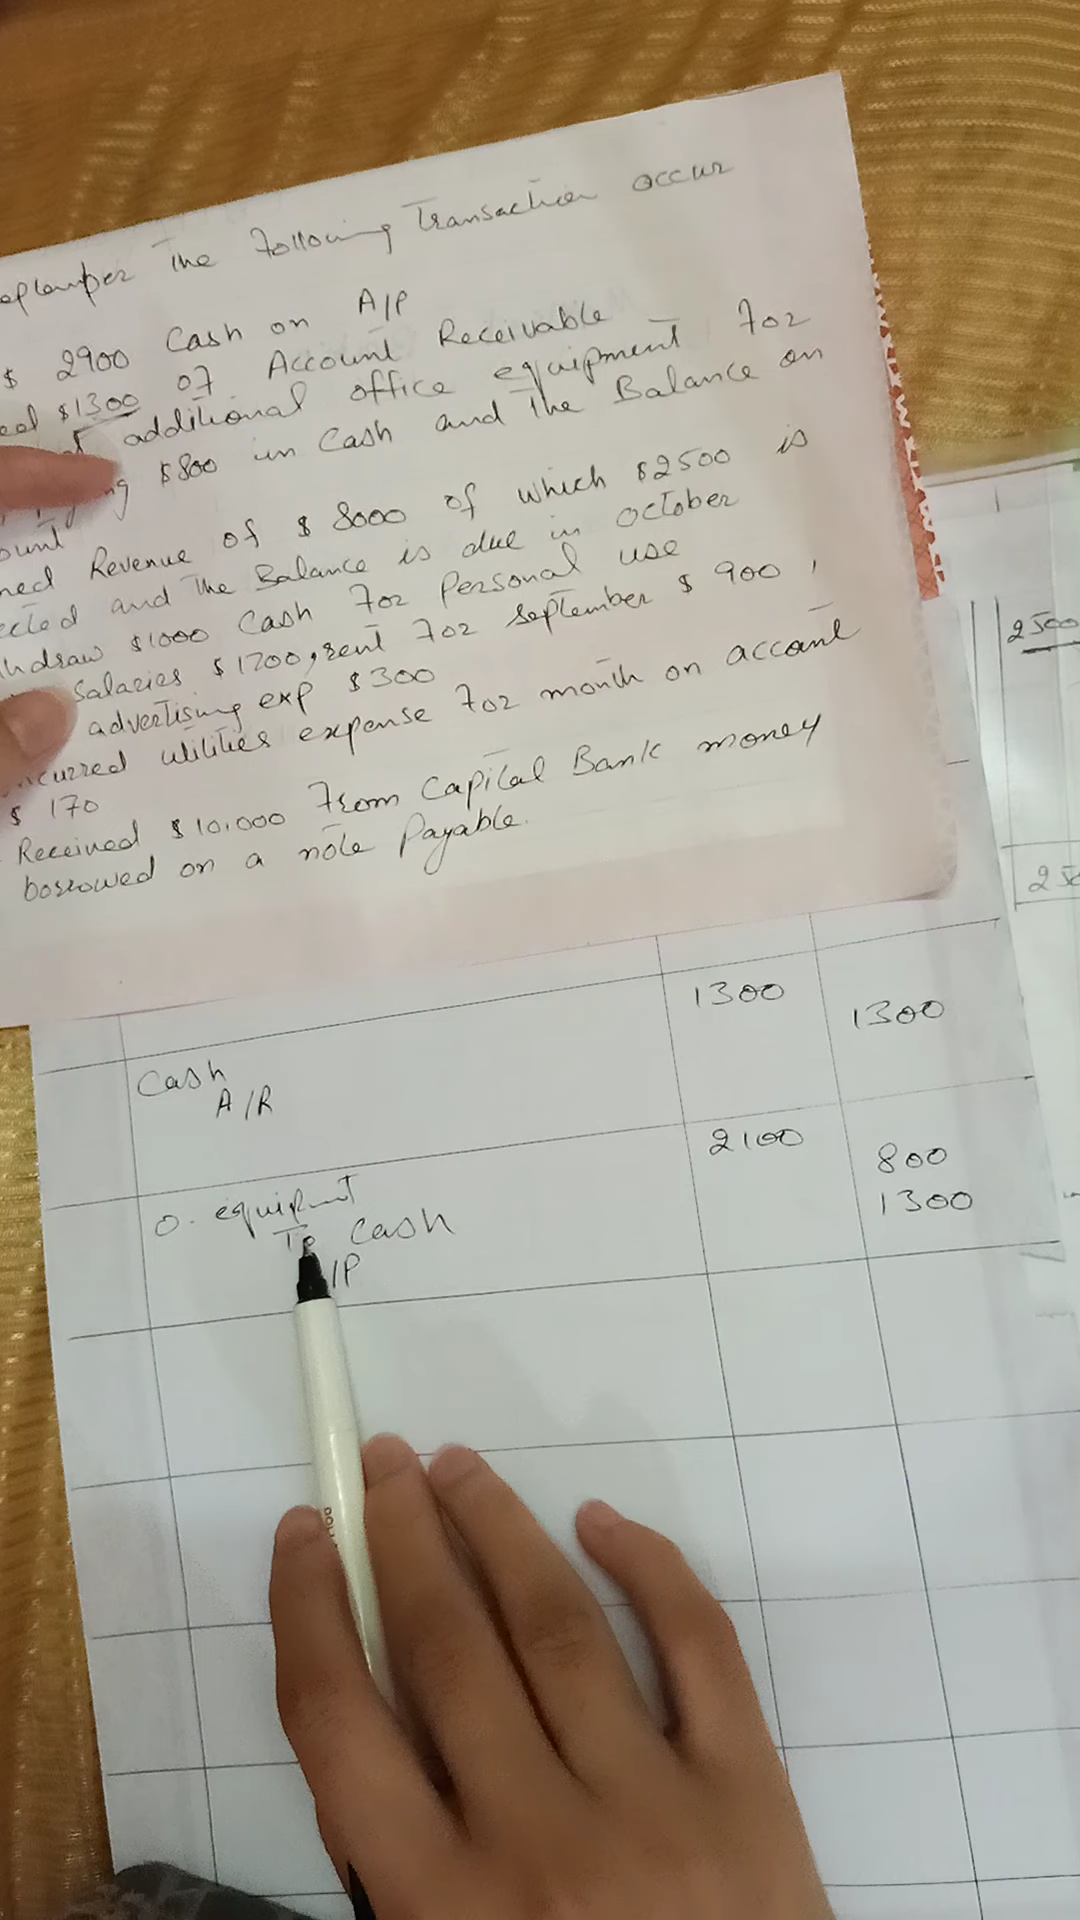 The Following Transaction occur
$ 2900 Cash on A/P
$1300 of Account Receivable
additional office equipment For
$800 in Cash and The Balance on
Revenue of $ 8000 of which $2500 is
and The Balance is due in october
$1000 Cash For Personal use
Salaries $1700, rent For September $ 900,
advertising exp $300
utilities expense For month on account
$ 170
Received $10,000 From Capital Bank money
borrowed on a note Payable.
2500
250
1300
1300
Cash
A/R
2100
800
1300
O. equipmt
To Cash
/P